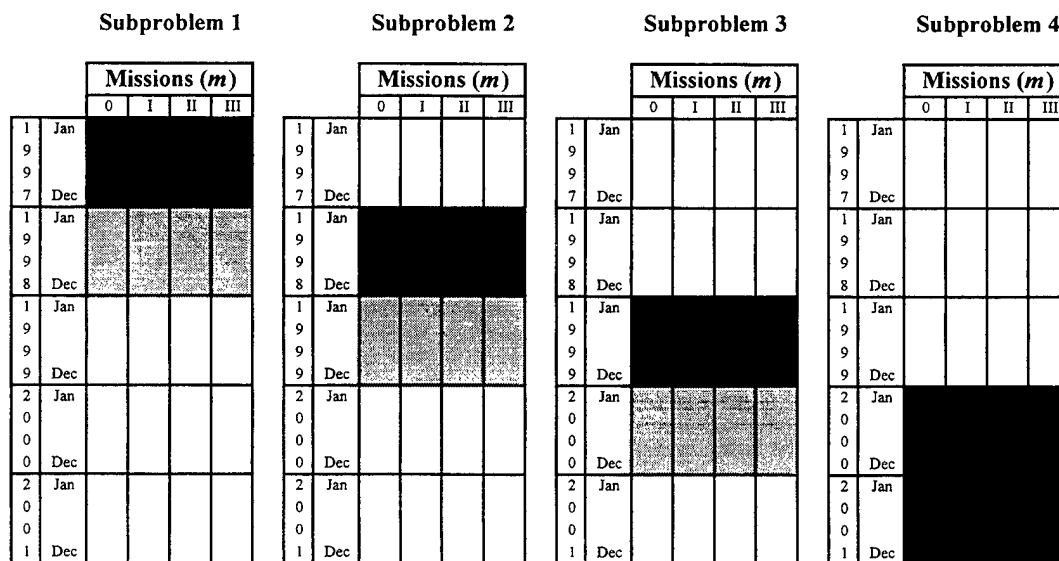 Subproblem 1 Subproblem 2 Subproblem 3 Subproblem 4
Missions (m) Missions (m) Missions (m) Missions (m)
0 I II III 0 I II III 0 I II III 0 I II III
1 Jan 1 Jan 1 Jan 1 Jan
9 9 9 9
9 9 9 9
7 Dec 7 Dec 7 Dec 7 Dec
1 Jan 1 Jan 1 Jan 1 Jan
9 9 9 9
9 9 9 9
8 Dec 8 Dec 8 Dec 8 Dec
1 Jan 1 Jan 1 Jan 1 Jan
9 9 9 9
9 9 9 9
9 Dec 9 Dec 9 Dec 9 Dec
2 Jan 2 Jan 2 Jan 2 Jan
0 0 0 0
0 0 0 0
0 Dec 0 Dec 0 Dec 0 Dec
2 Jan 2 Jan 2 Jan 2 Jan
0 0 0 0
0 0 0 0
1 Dec 1 Dec 1 Dec 1 Dec